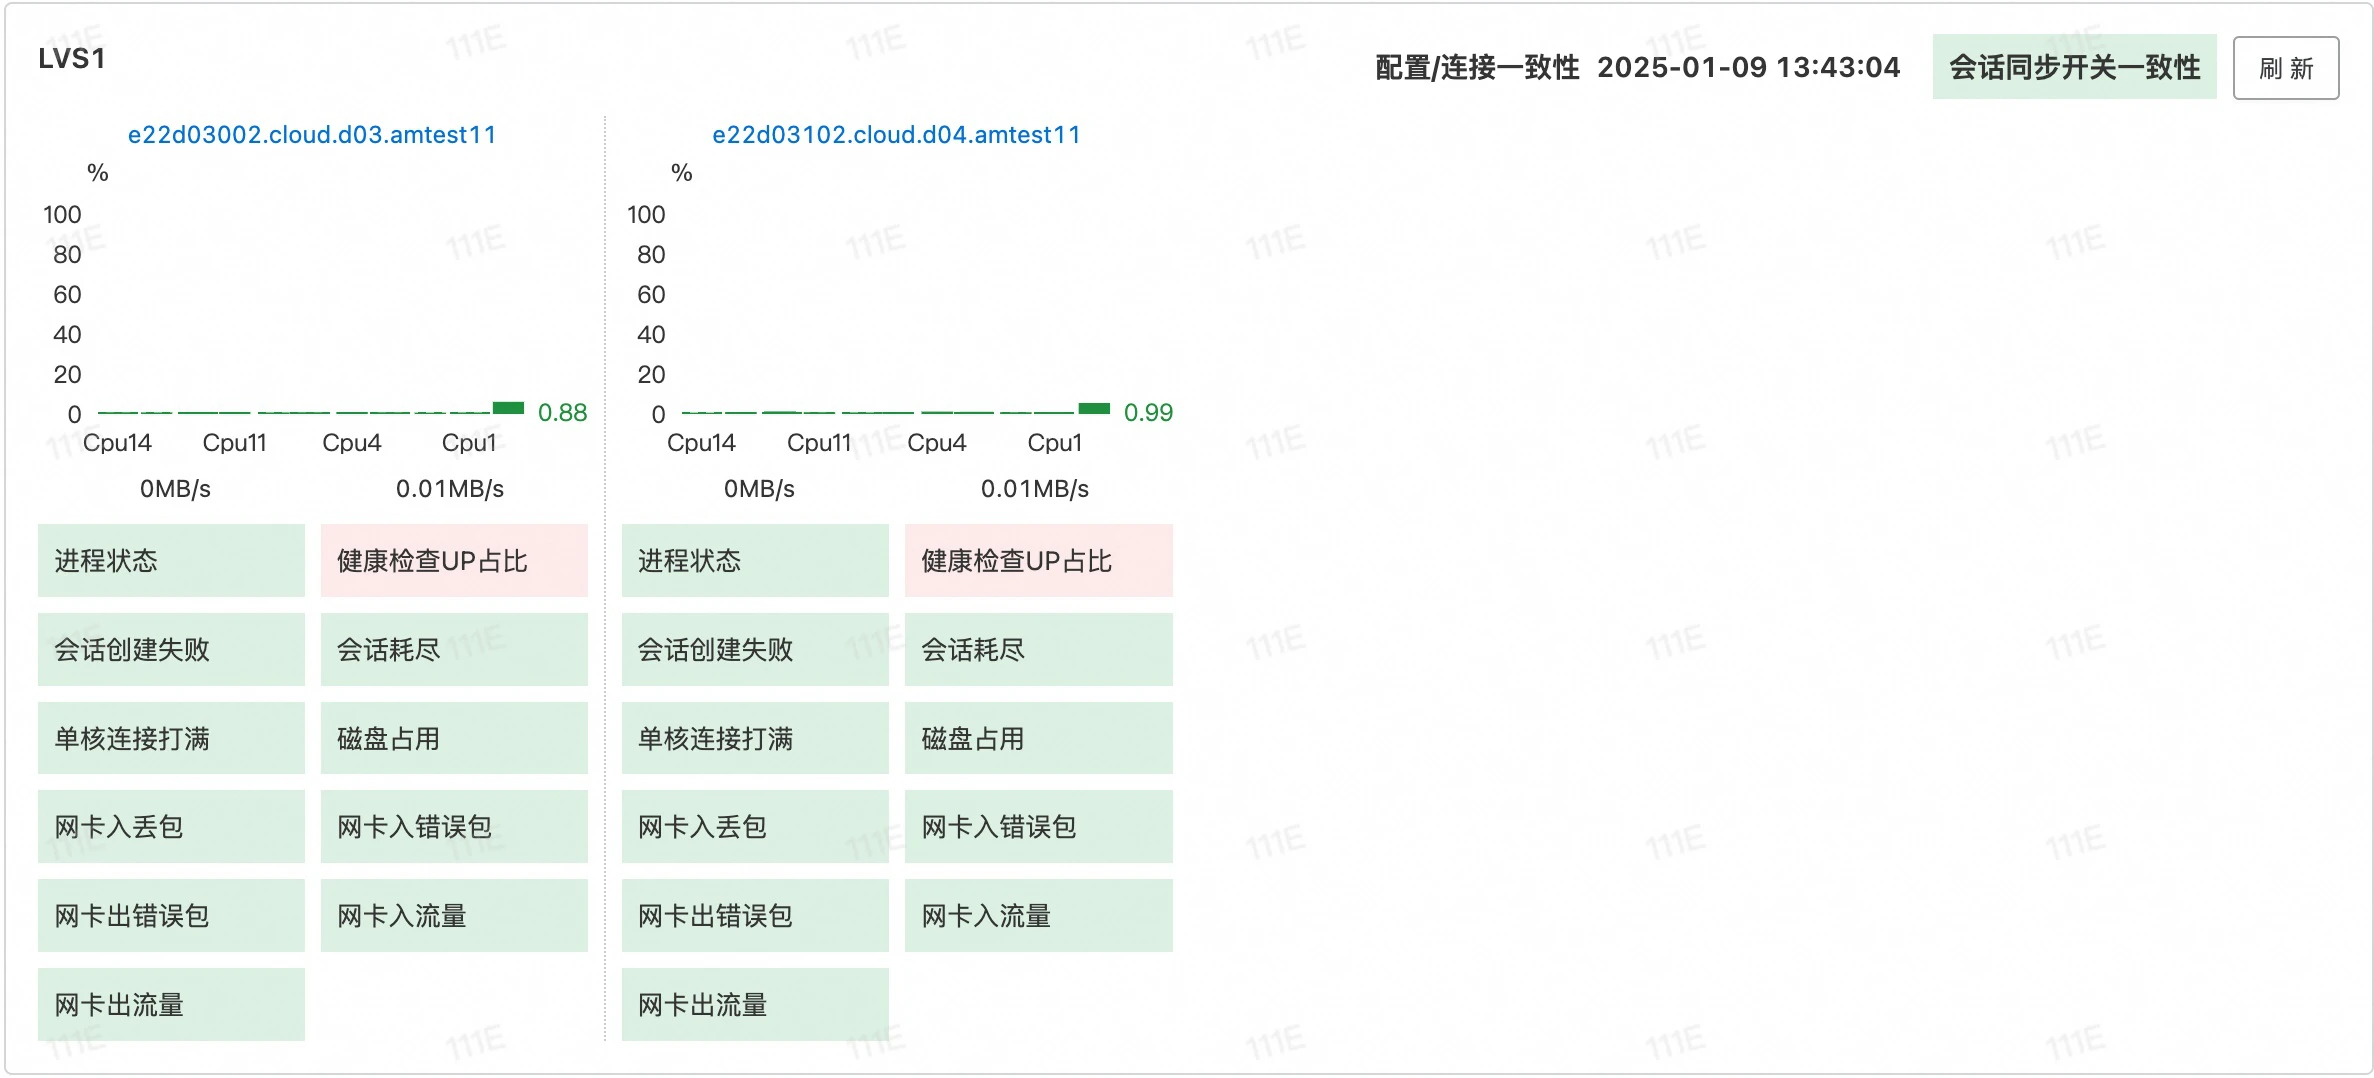 LVS1
配置/连接一致性 2025-01-09 13:43:04 会话同步开关一致性 刷 新
e22d03002.cloud.d03.amtest11
%
100
80
60
40
20
0
0.88
Cpu14 Cpu11 Cpu4 Cpu1
0MB/s 0.01MB/s
进程状态 健康检查UP占比
会话创建失败 会话耗尽
单核连接打满 磁盘占用
网卡入丢包 网卡入错误包
网卡出错误包 网卡入流量
网卡出流量
e22d03102.cloud.d04.amtest11
%
100
80
60
40
20
0
0.99
Cpu14 Cpu11 Cpu4 Cpu1
0MB/s 0.01MB/s
进程状态 健康检查UP占比
会话创建失败 会话耗尽
单核连接打满 磁盘占用
网卡入丢包 网卡入错误包
网卡出错误包 网卡入流量
网卡出流量
111E